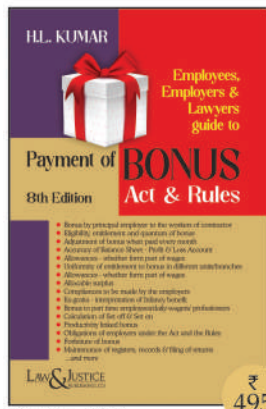 H.L. KUMAR
Employees,
Employers &
Lawyers
guide to
Payment of BONUS
8th Edition Act & Rules
Bonus by principal employer to the workers of contractor
Eligibility, entitlement and quantum of bonus
Adjustment of bonus when paid every month
Accuracy of Balance Sheet - Profit & Loss Account
Allowances - whether form part of wages
Uniformity of entitlement to bonus in different units/branches
Allowances - whether form part of wages
Allocable surplus
Compliances to be made by the employers
Ex-gratia - interpretation of
Bonus to part time employees/daily-wagers/ probationers
Calculation of Set off & Set on
Productivity linked bonus
Obligations of employers under the Act and the Rules
Forfeiture of bonus
Maintenance of registers, records & filing of returns
...and more
LAW&JUSTICE
₹
495